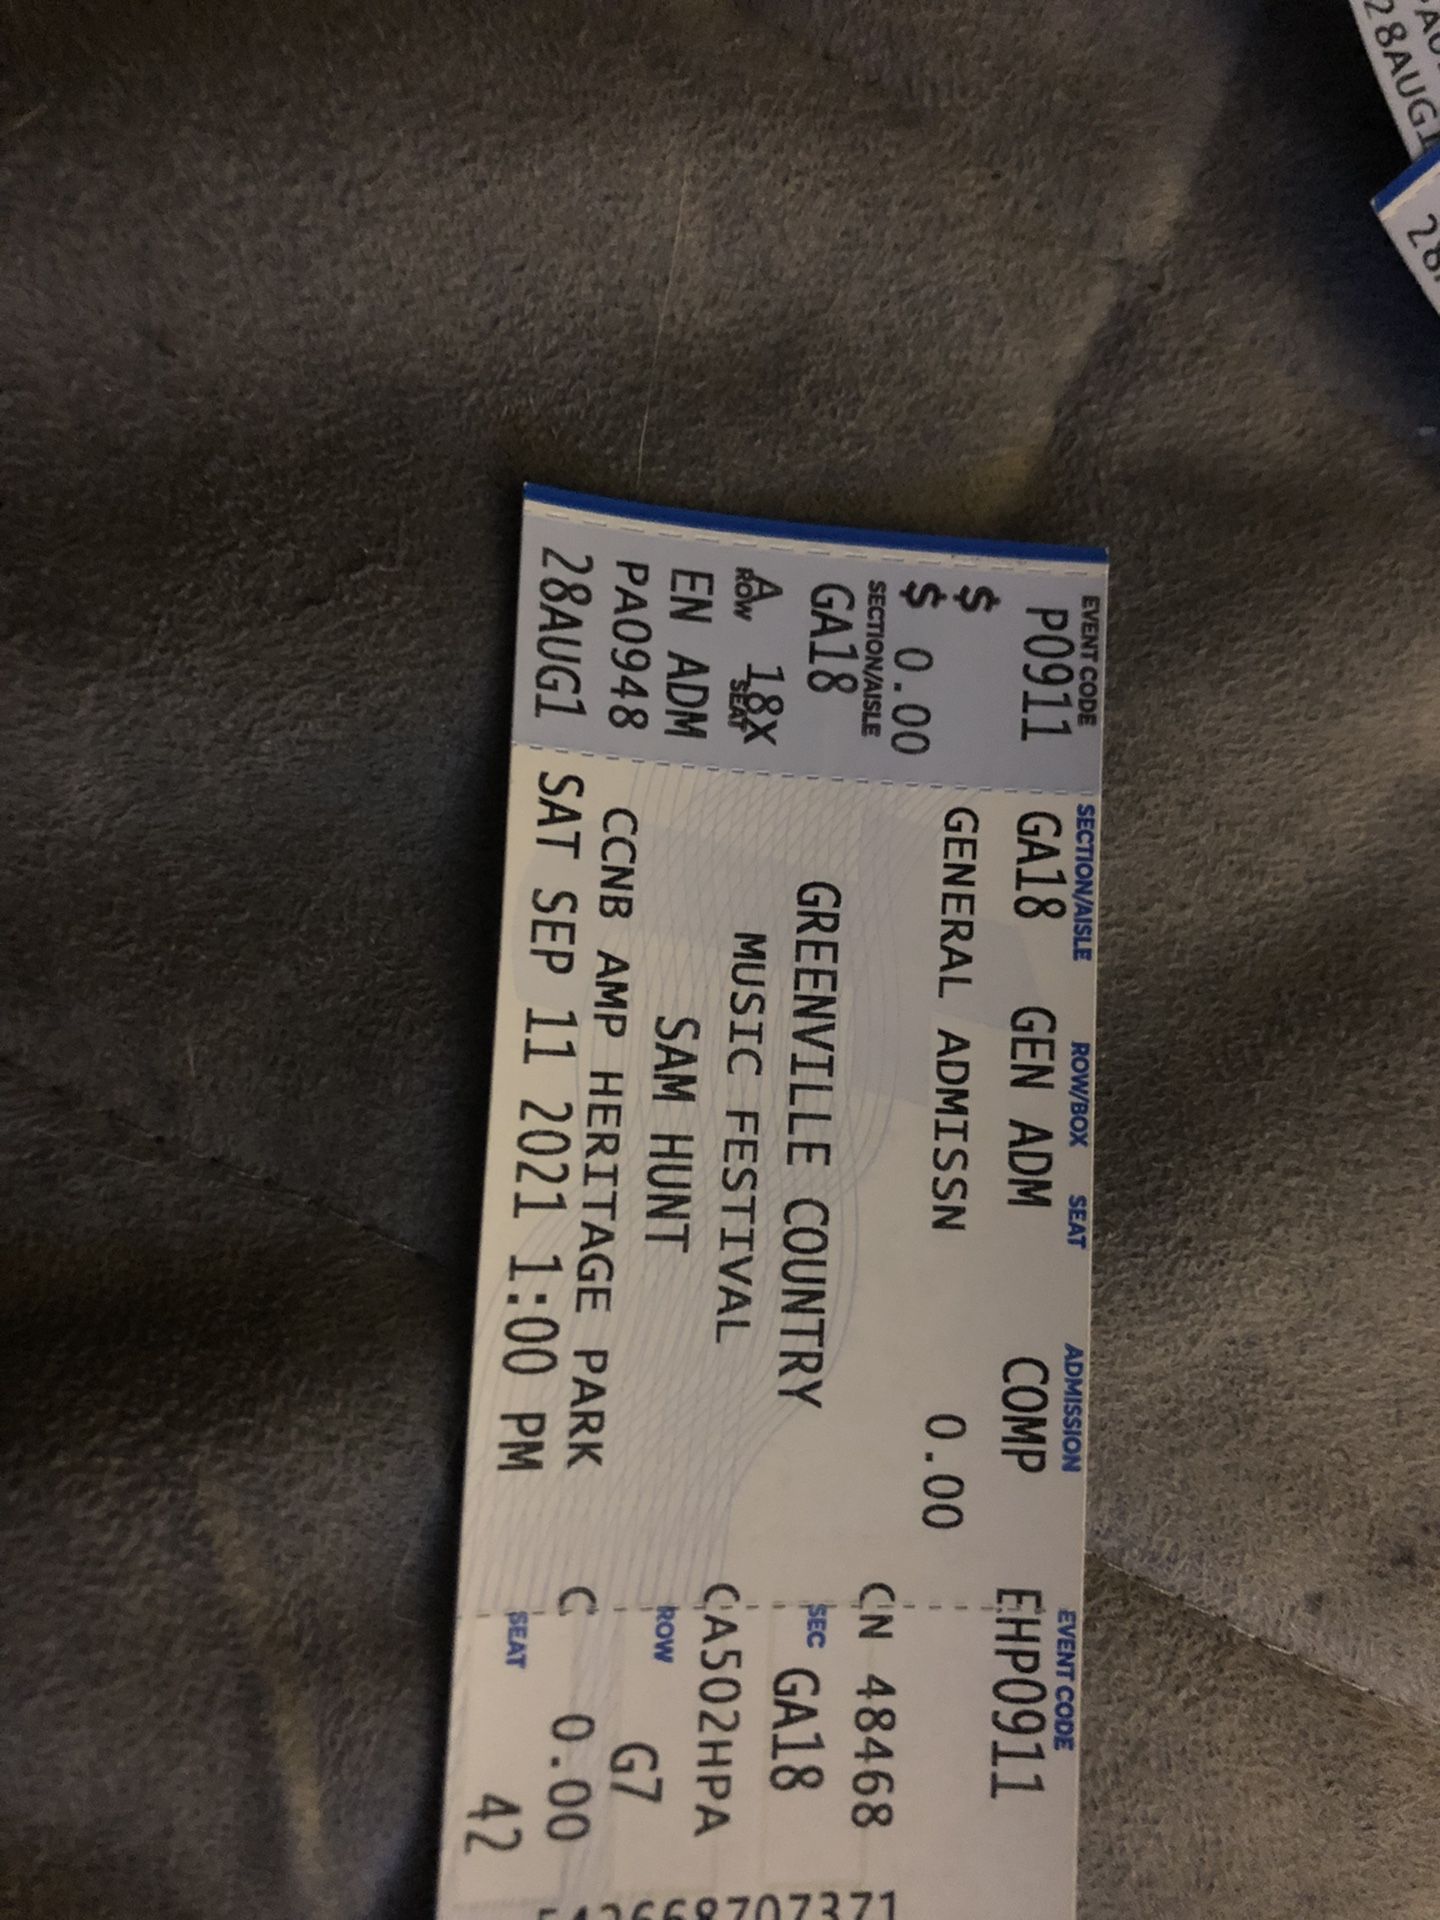 EVENT CODE
P0911
$
$ 0.00
SECTION/AISLE
GA18
ROW SEAT
A 18X
EN ADM
PA0948
28AUG1
SECTION/AISLE ROW/BOX SEAT ADMISSION
GA18 GEN ADM COMP
GENERAL ADMISSN 0.00
GREENVILLE COUNTRY
MUSIC FESTIVAL
SAM HUNT
CCNB AMP HERITAGE PARK
SAT SEP 11 2021 1:00 PM
EVENT CODE
EHP0911
CN 48468
SEC GA18
CA502HPA
ROW G7
C 0.00
SEAT 42
28AUG1